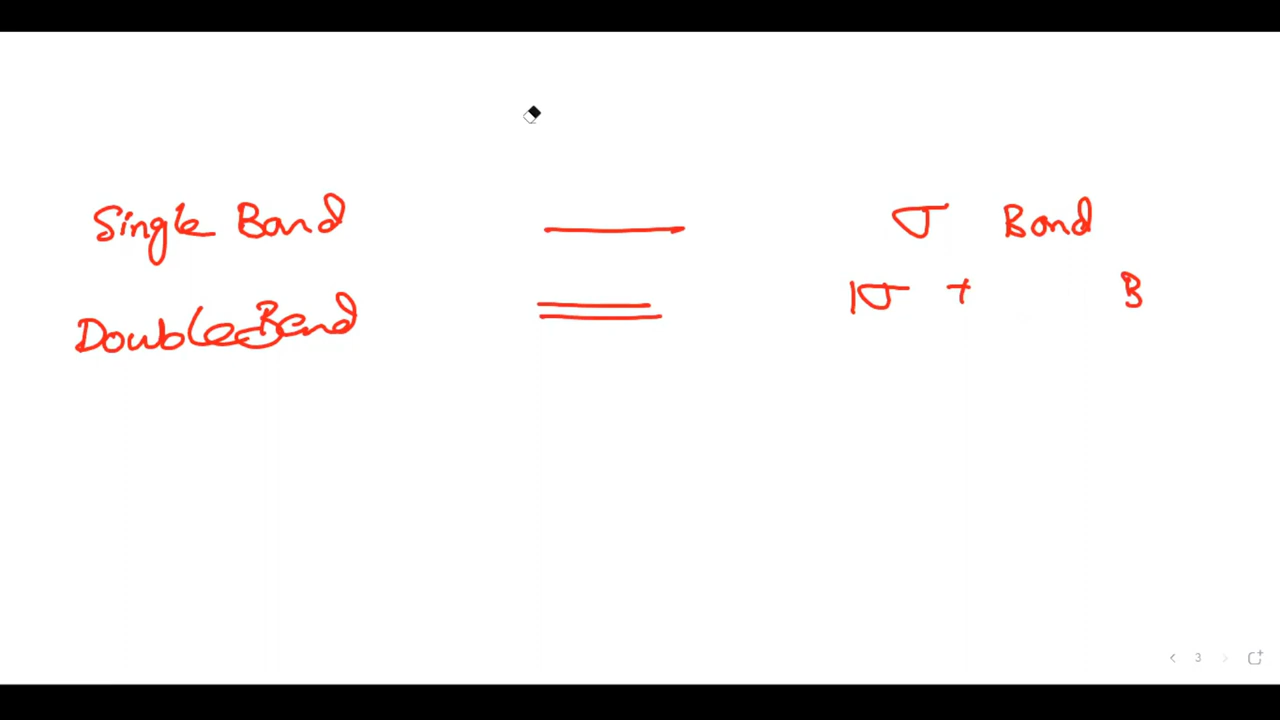 Single Bond — σ Bond
Double Bond = 1σ + B
3